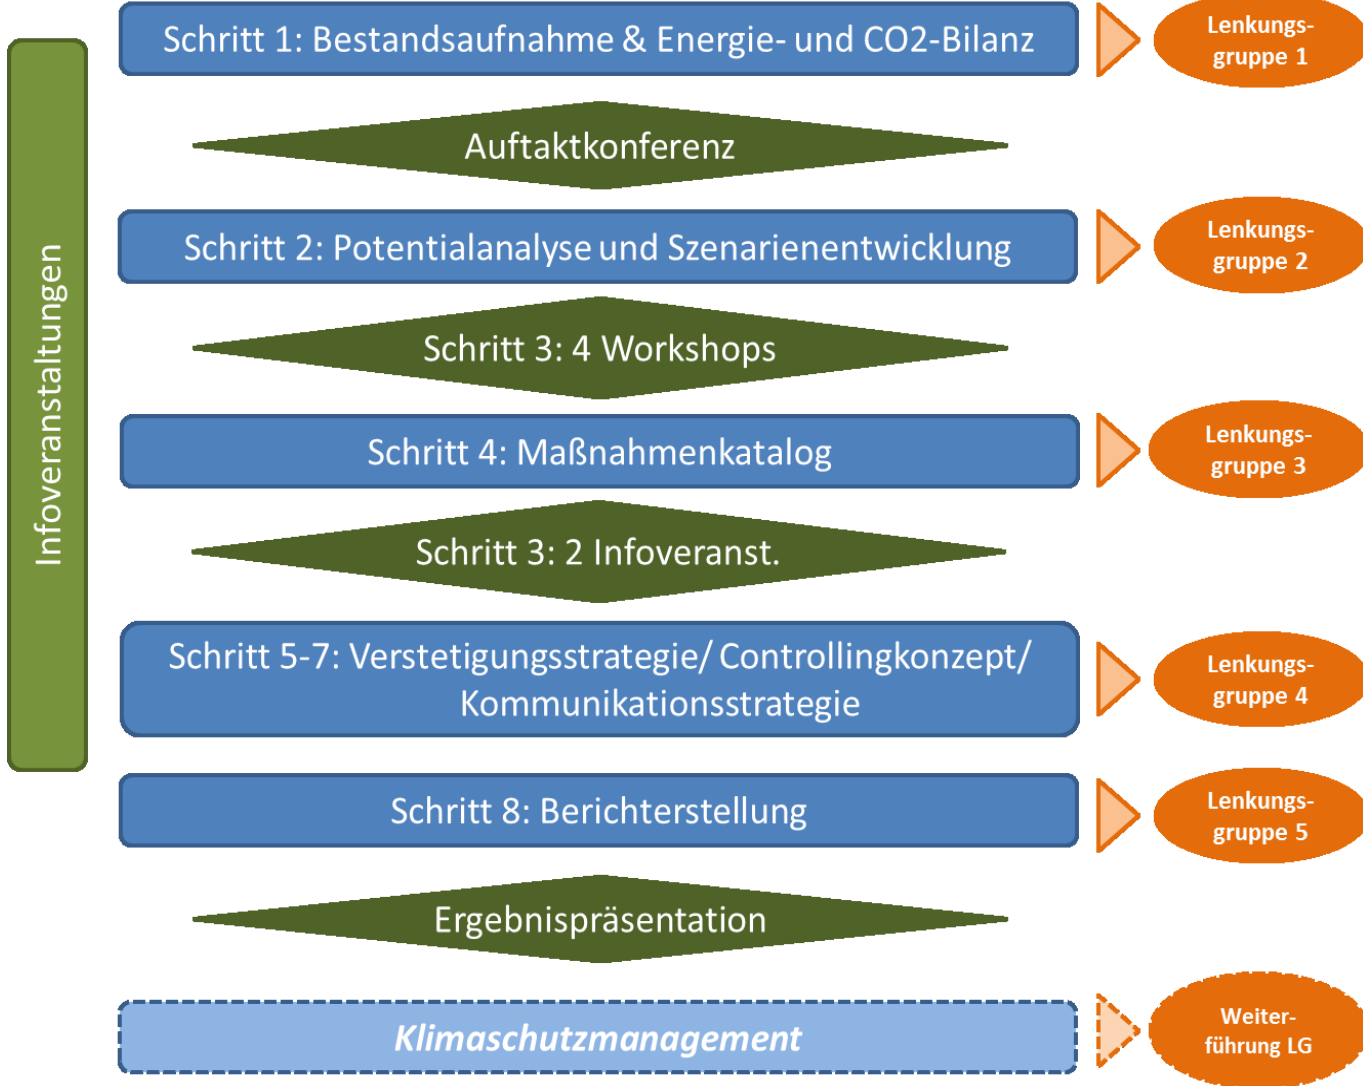 Infoveranstaltungen
Schritt 1: Bestandsaufnahme & Energie- und CO2-Bilanz
Lenkungs-
gruppe 1
Auftaktkonferenz
Schritt 2: Potentialanalyse und Szenarienentwicklung
Lenkungs-
gruppe 2
Schritt 3: 4 Workshops
Schritt 4: Maßnahmenkatalog
Lenkungs-
gruppe 3
Schritt 3: 2 Infoveranst.
Schritt 5-7: Verstetigungsstrategie/ Controllingkonzept/
Kommunikationsstrategie
Lenkungs-
gruppe 4
Schritt 8: Berichterstellung
Lenkungs-
gruppe 5
Ergebnispräsentation
Klimaschutzmanagement
Weiter-
führung LG